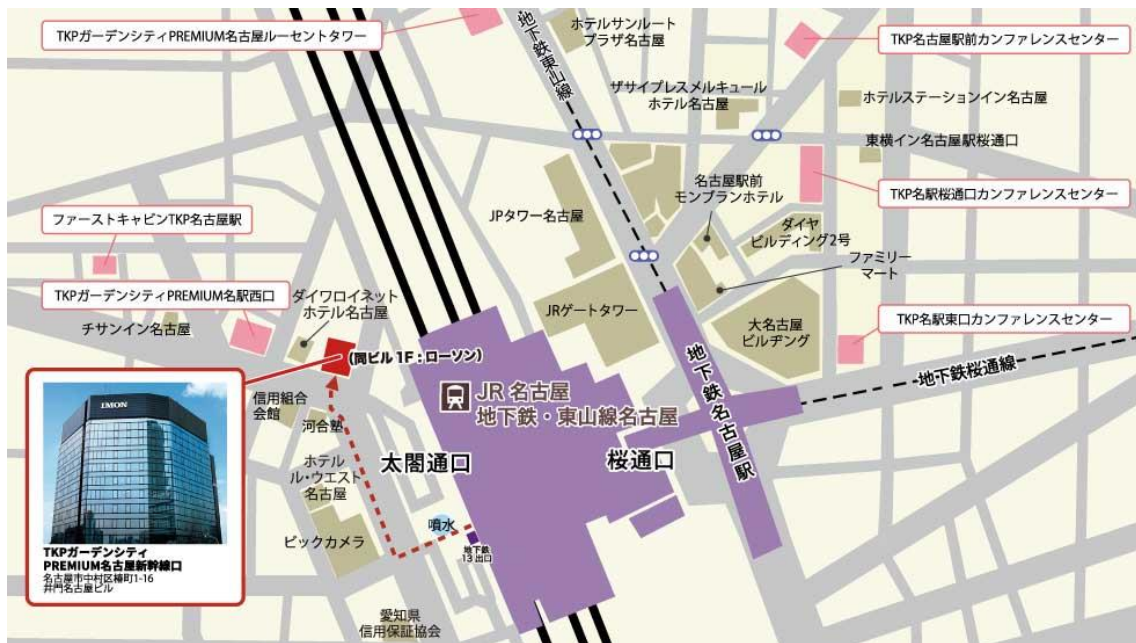 TKPガーデンシティPREMIUM名古屋ルーセントタワー
地下鉄東山線
ホテルサンルート
プラザ名古屋
TKP名古屋駅前カンファレンスセンター
ザサイプレスメルキュール
ホテル名古屋
ホテルステーションイン名古屋
東横イン名古屋駅桜通口
名古屋駅前
モンブランホテル
TKP名駅桜通口カンファレンスセンター
JPタワー名古屋
ファーストキャビンTKP名古屋駅
ダイヤ
ビルディング2号
ファミリー
マート
TKPガーデンシティPREMIUM名駅西口
ダイワロイネット
ホテル名古屋
JRゲートタワー
大名古屋
ビルヂング
TKP名駅東口カンファレンスセンター
チサンイン名古屋
(同ビル1F:ローソン)
地下鉄桜通線
地下鉄名古屋駅
JR 名古屋
地下鉄・東山線名古屋
信用組合
会館
河合塾
太閤通口
桜通口
ホテル
ル・ウエスト
名古屋
噴水
ビックカメラ
地下鉄
13出口
愛知県
信用保証協会
IMON
TKPガーデンシティ
PREMIUM名古屋新幹線口
名古屋市中村区椿町1-16
井門名古屋ビル